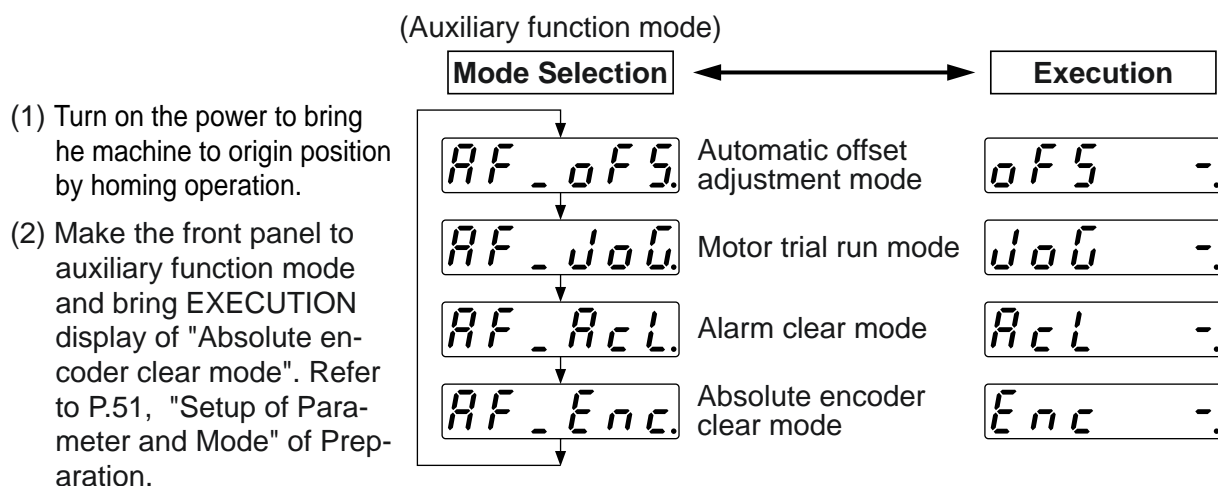 (Auxiliary function mode)
Mode Selection
Execution
(1) Turn on the power to bring
he machine to origin position
by homing operation.
(2) Make the front panel to
auxiliary function mode
and bring EXECUTION
display of "Absolute en-
coder clear mode". Refer
to P.51, "Setup of Para-
meter and Mode" of Prep-
aration.
AF_oFS.
Automatic offset
adjustment mode
oFS -.
AF_JoG.
Motor trial run mode
JoG -.
AF_AcL.
Alarm clear mode
AcL -.
AF_Enc.
Absolute encoder
clear mode
Enc -.